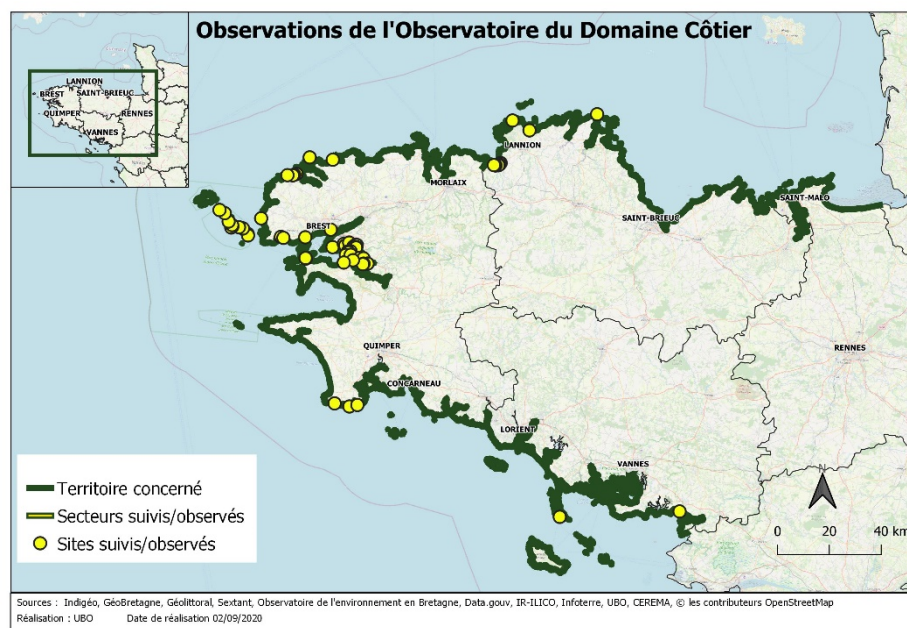 Observations de l'Observatoire du Domaine Côtier
LANNION
BREST
SAINT-BRIEUC
QUIMPER
RENNES
VANNES
LANNION
MORLAIX
SAINT-MALO
SAINT-BRIEUC
BREST
QUIMPER
RENNES
CONCARNEAU
LORIENT
VANNES
Territoire concerné
Secteurs suivis/observés
Sites suivis/observés
N
0 20 40 km
Sources : Indigéo, GéoBretagne, Géolittoral, Sextant, Observatoire de l'environnement en Bretagne, Data.gouv, IR-ILICO, Infoterre, UBO, CEREMA, © les contributeurs OpenStreetMap
Réalisation : UBO Date de réalisation 02/09/2020